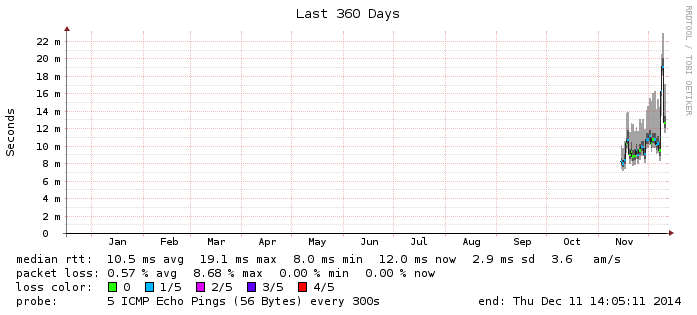 Last 360 Days
RRDTOOL / TOBI OETIKER
Seconds
22 m
20 m
18 m
16 m
14 m
12 m
10 m
8 m
6 m
4 m
2 m
0
Jan Feb Mar Apr May Jun Jul Aug Sep Oct Nov
median rtt: 10.5 ms avg 19.1 ms max 8.0 ms min 12.0 ms now 2.9 ms sd 3.6 am/s
packet loss: 0.57 % avg 8.68 % max 0.00 % min 0.00 % now
loss color: 0 1/5 2/5 3/5 4/5
probe: 5 ICMP Echo Pings (56 Bytes) every 300s end: Thu Dec 11 14:05:11 2014